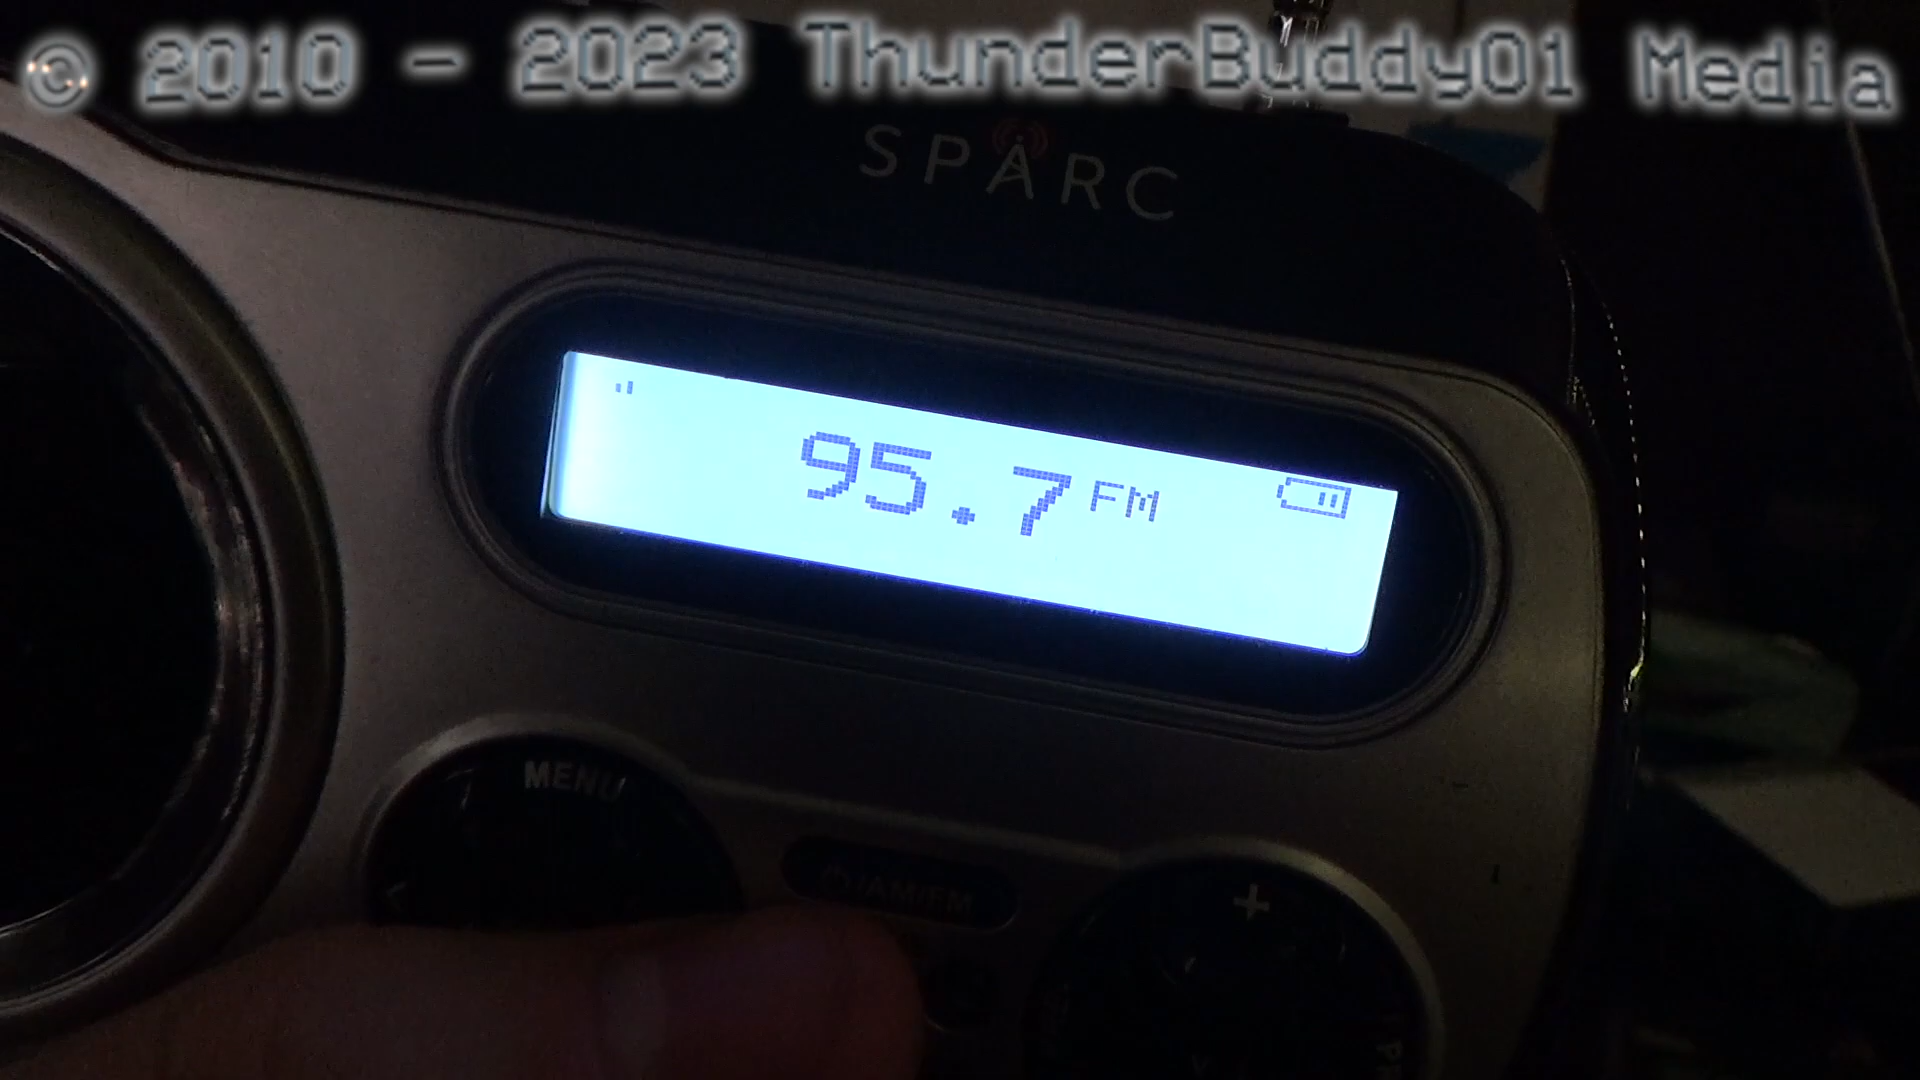 © 2010 - 2023 ThunderBuddy01 Media
SPARC
95.7 FM
MENU
/AM/FM
<
+